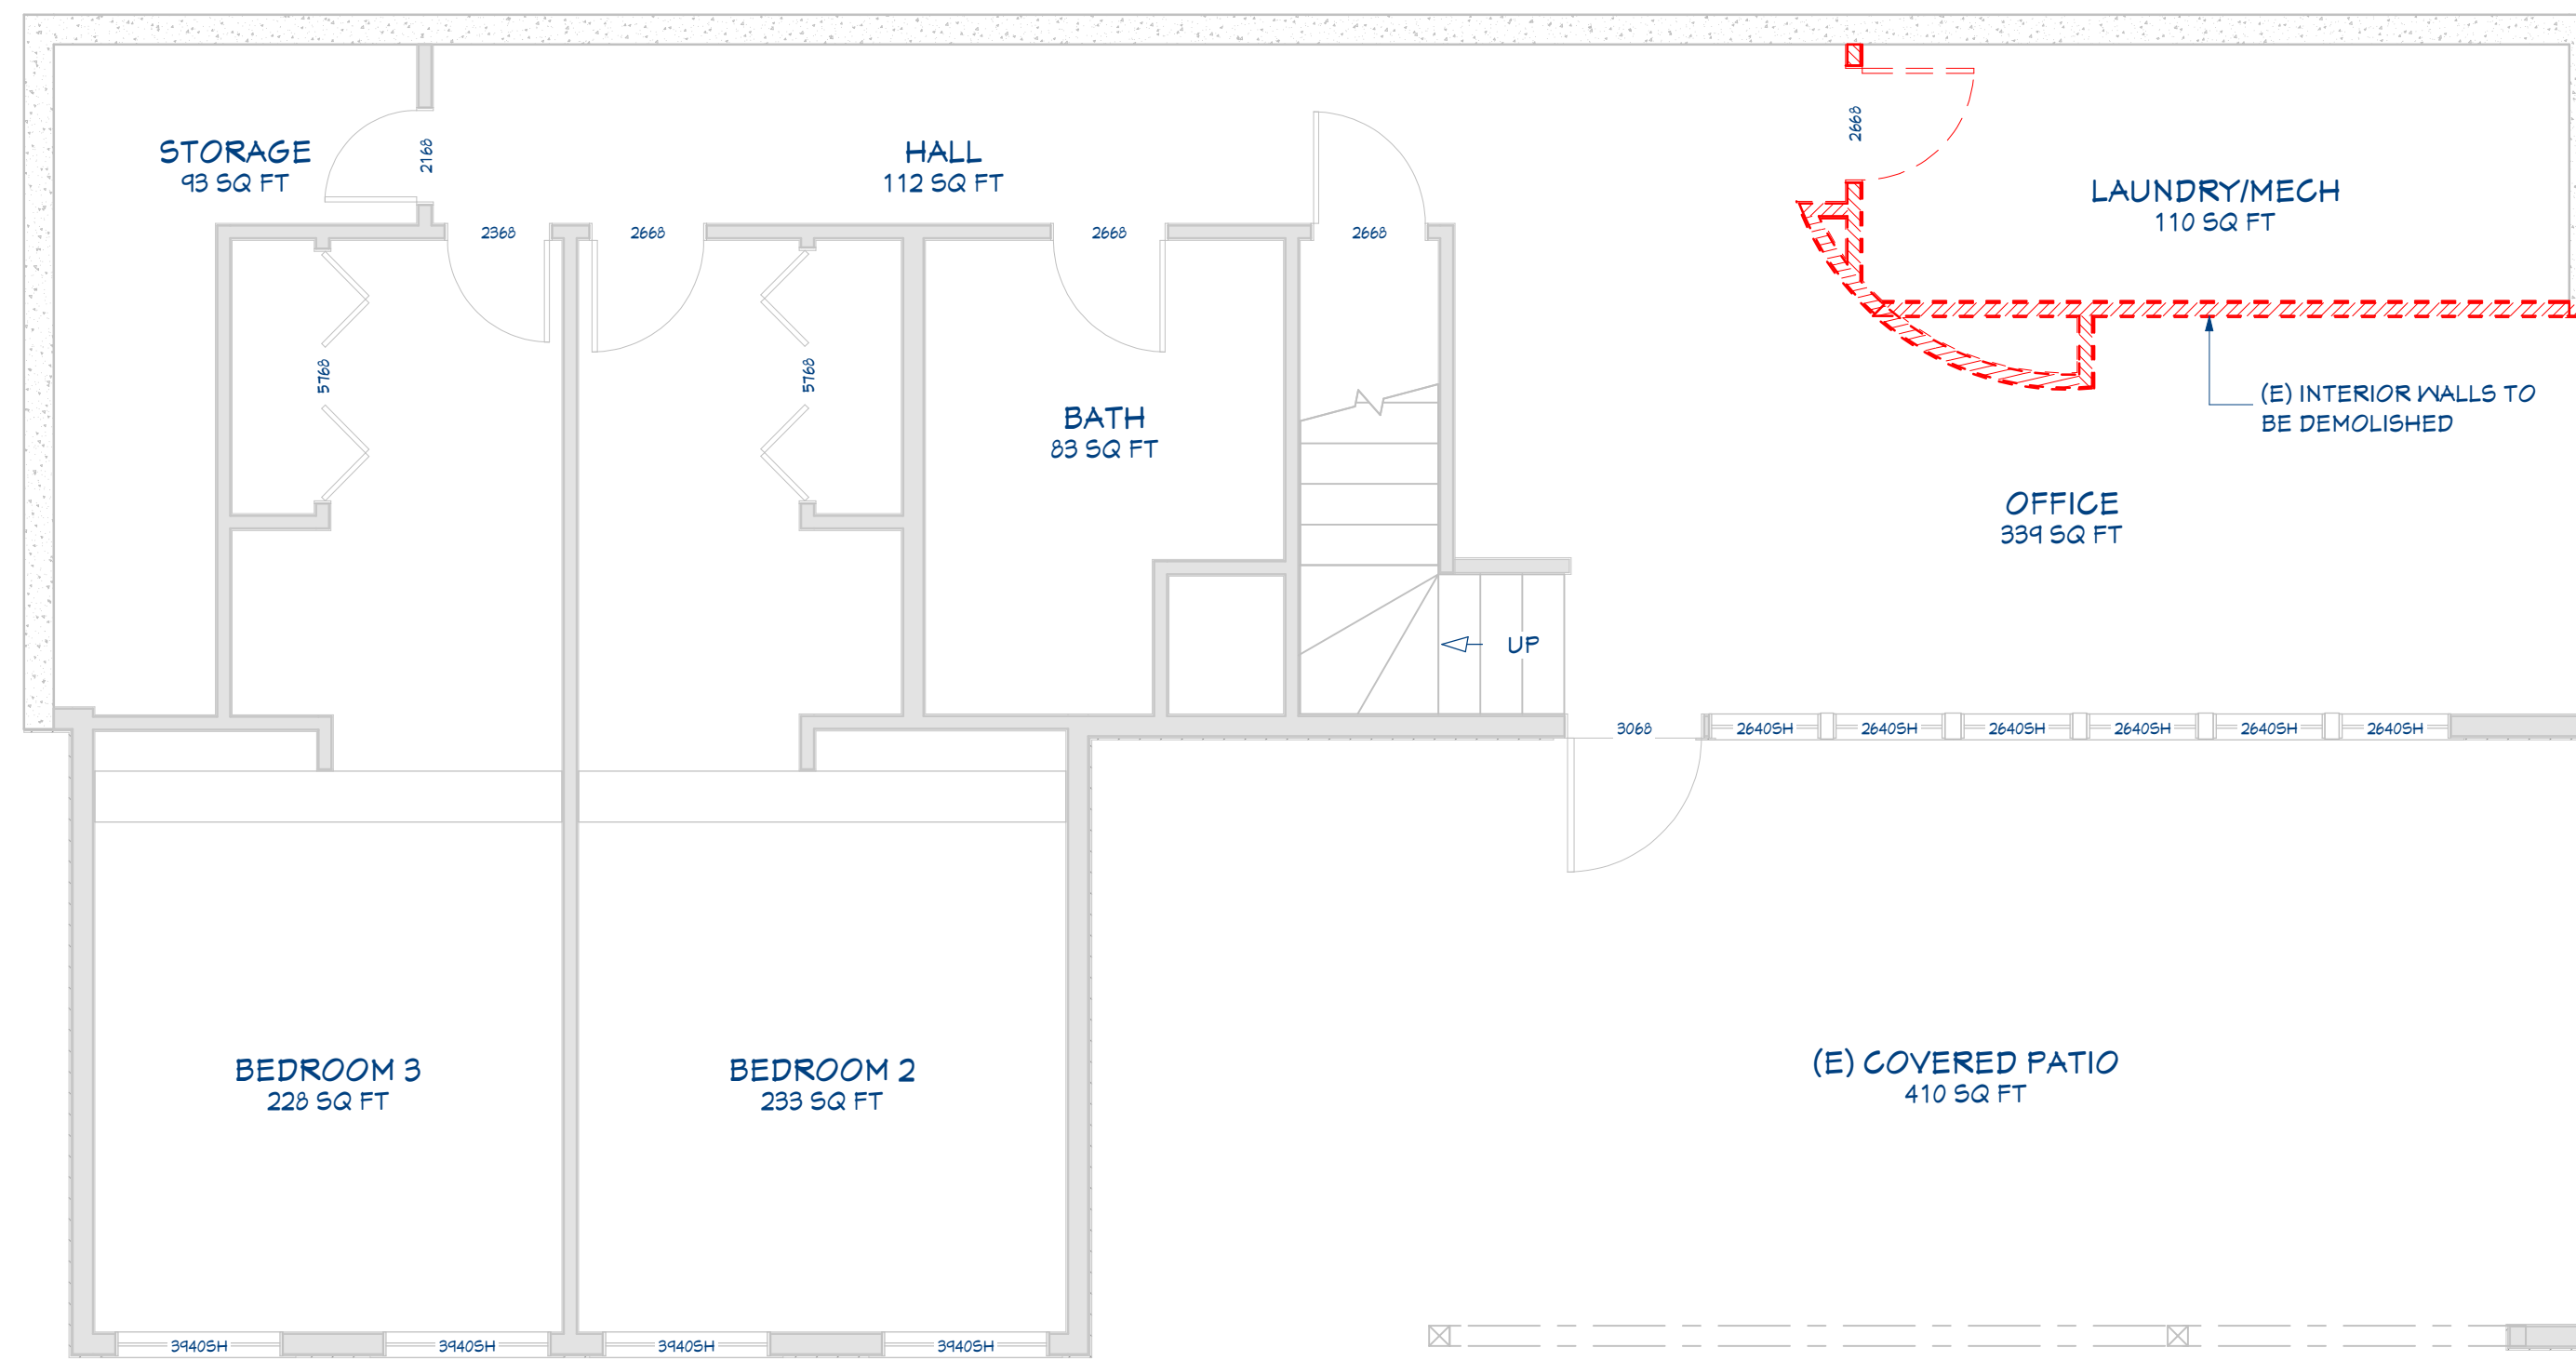 STORAGE
93 SQ FT
2168
HALL
112 SQ FT
2668
LAUNDRY/MECH
110 SQ FT
2368
2668
2668
2668
5768
5768
(E) INTERIOR WALLS TO
BE DEMOLISHED
BATH
83 SQ FT
OFFICE
339 SQ FT
UP
3068
2640SH
2640SH
2640SH
2640SH
2640SH
2640SH
BEDROOM 3
228 SQ FT
BEDROOM 2
233 SQ FT
(E) COVERED PATIO
410 SQ FT
3940SH
3940SH
3940SH
3940SH